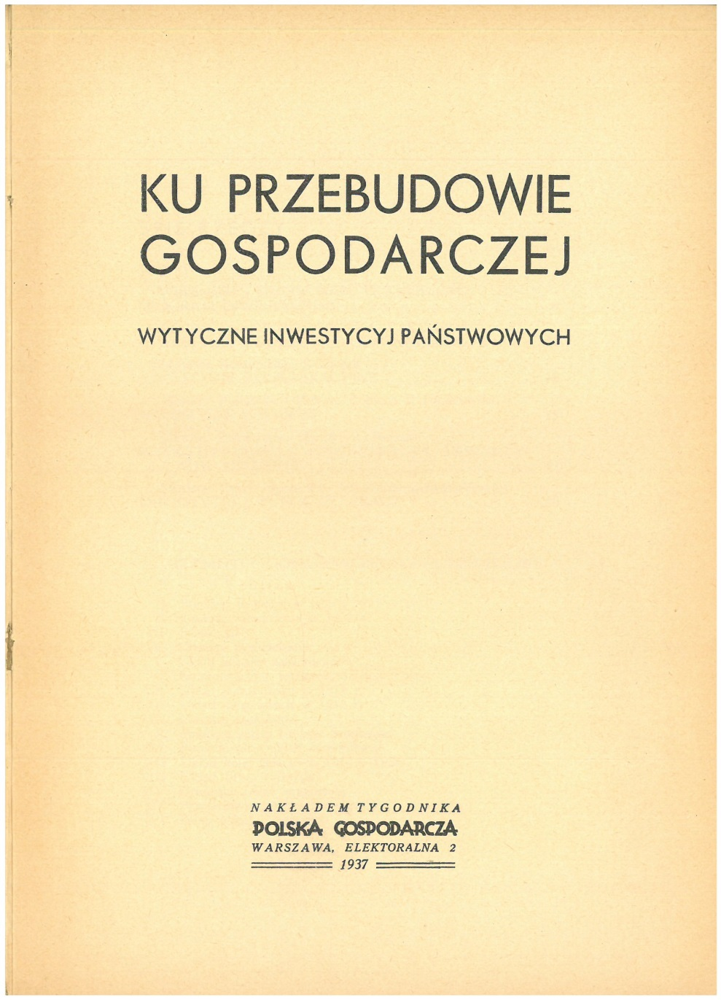 KU PRZEBUDOWIE
GOSPODARCZEJ
WYTYCZNE INWESTYCYJ PAŃSTWOWYCH
NAKŁADEM TYGODNIKA
POLSKA GOSPODARCZA
WARSZAWA, ELEKTORALNA 2
1937